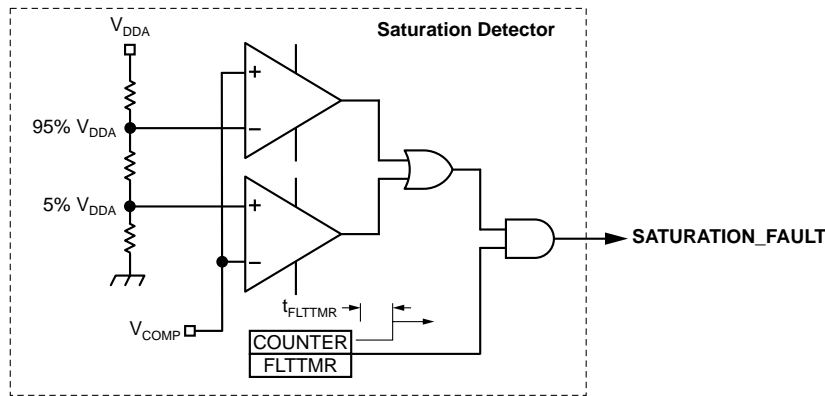 V_DDA
Saturation Detector
+
95% V_DDA
−
5% V_DDA
+
SATURATION_FAULT
−
t_FLTTMR
V_COMP
COUNTER
FLTTMR